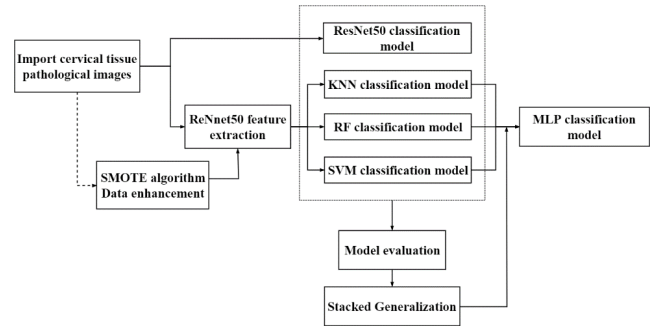 Import cervical tissue
pathological images
SMOTE algorithm
Data enhancement
ReNnet50 feature
extraction
ResNet50 classification
model
KNN classification model
RF classification model
SVM classification model
Model evaluation
Stacked Generalization
MLP classification
model